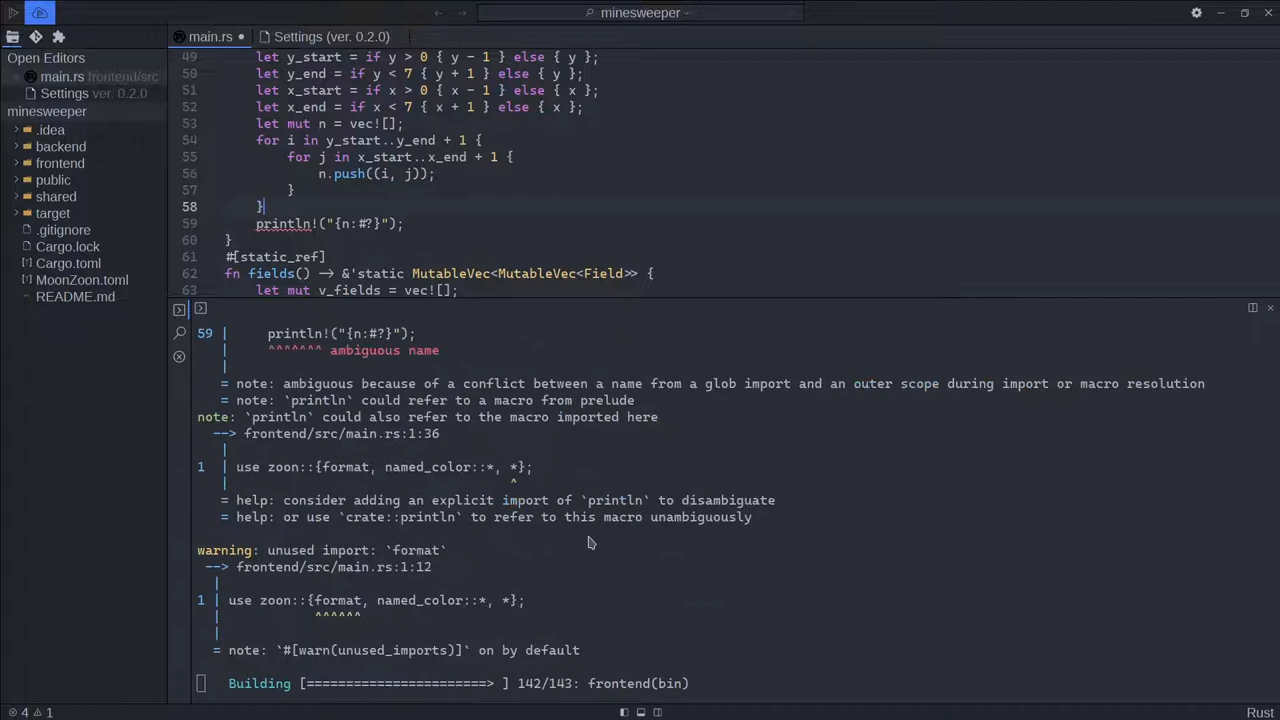 minesweeper
main.rs
Settings (ver. 0.2.0)
Open Editors
main.rs frontend/src
Settings ver. 0.2.0
minesweeper
.idea
backend
frontend
public
shared
target
.gitignore
Cargo.lock
Cargo.toml
MoonZoon.toml
README.md
49 let y_start = if y > 0 { y - 1 } else { y };
50 let y_end = if y < 7 { y + 1 } else { y };
51 let x_start = if x > 0 { x - 1 } else { x };
52 let x_end = if x < 7 { x + 1 } else { x };
53 let mut n = vec![];
54 for i in y_start..y_end + 1 {
55 for j in x_start..x_end + 1 {
56 n.push((i, j));
57 }
58 }
59 println!("{n:#?}");
60 }
61 #[static_ref]
62 fn fields() -> &'static MutableVec<MutableVec<Field>> {
63 let mut v_fields = vec![];
59 | println!("{n:#?}");
| ^^^^^^^ ambiguous name
|
= note: ambiguous because of a conflict between a name from a glob import and an outer scope during import or macro resolution
= note: `println` could refer to a macro from prelude
note: `println` could also refer to the macro imported here
--> frontend/src/main.rs:1:36
|
1 | use zoon::{format, named_color::*, *};
| ^
= help: consider adding an explicit import of `println` to disambiguate
= help: or use `crate::println` to refer to this macro unambiguously
warning: unused import: `format`
--> frontend/src/main.rs:1:12
|
1 | use zoon::{format, named_color::*, *};
| ^^^^^^
|
= note: `#[warn(unused_imports)]` on by default
Building [=======================> ] 142/143: frontend(bin)
4 1
Rust